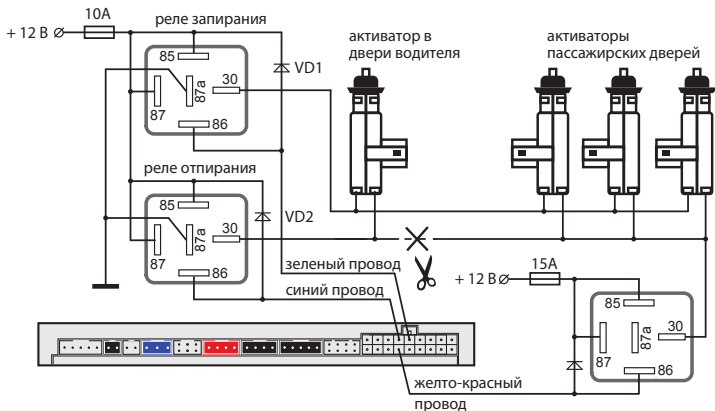 10А
реле запирания
+ 12 В
85
VD1
30
87а
87
86
активатор в
двери водителя
активаторы
пассажирских дверей
реле отпирания
85
VD2
30
87а
87
86
зеленый провод
синий провод
+ 12 В
15А
85
30
87а
87
86
желто-красный
провод